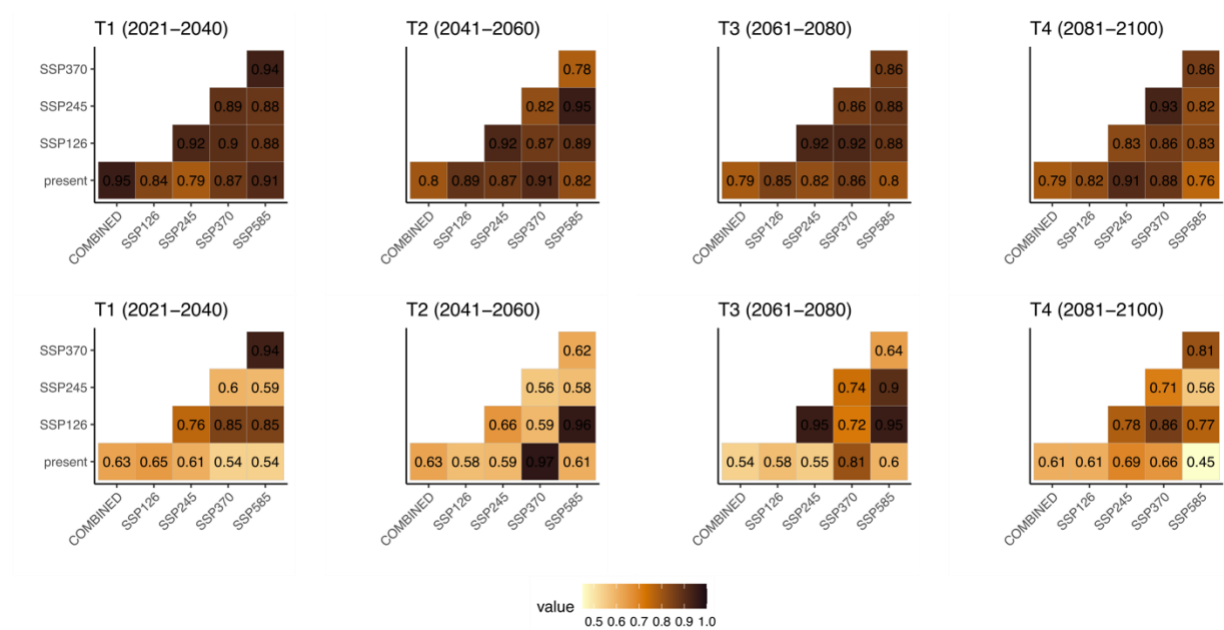 T1 (2021–2040) T2 (2041–2060) T3 (2061–2080) T4 (2081–2100)
SSP370 0.94 0.78 0.86 0.86
SSP245 0.89 0.88 0.82 0.95 0.86 0.88 0.93 0.82
SSP126 0.92 0.9 0.88 0.92 0.87 0.89 0.92 0.92 0.88 0.83 0.86 0.83
present 0.95 0.84 0.79 0.87 0.91 0.8 0.89 0.87 0.91 0.82 0.79 0.85 0.82 0.86 0.8 0.79 0.82 0.91 0.88 0.76
COMBINED SSP126 SSP245 SSP370 SSP585 COMBINED SSP126 SSP245 SSP370 SSP585 COMBINED SSP126 SSP245 SSP370 SSP585 COMBINED SSP126 SSP245 SSP370 SSP585
T1 (2021–2040) T2 (2041–2060) T3 (2061–2080) T4 (2081–2100)
SSP370 0.94 0.62 0.64 0.81
SSP245 0.6 0.59 0.56 0.58 0.74 0.9 0.71 0.56
SSP126 0.76 0.85 0.85 0.66 0.59 0.96 0.95 0.72 0.95 0.78 0.86 0.77
present 0.63 0.65 0.61 0.54 0.54 0.63 0.58 0.59 0.97 0.61 0.54 0.58 0.55 0.81 0.6 0.61 0.61 0.69 0.66 0.45
COMBINED SSP126 SSP245 SSP370 SSP585 COMBINED SSP126 SSP245 SSP370 SSP585 COMBINED SSP126 SSP245 SSP370 SSP585 COMBINED SSP126 SSP245 SSP370 SSP585
value
0.5 0.6 0.7 0.8 0.9 1.0